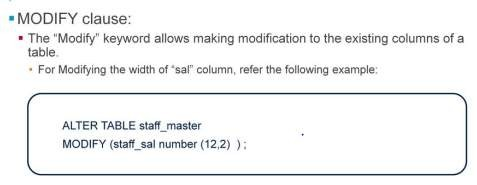 MODIFY clause:
The “Modify” keyword allows making modification to the existing columns of a
table.
For Modifying the width of “sal” column, refer the following example:
ALTER TABLE staff_master
MODIFY (staff_sal number (12,2) ) ;